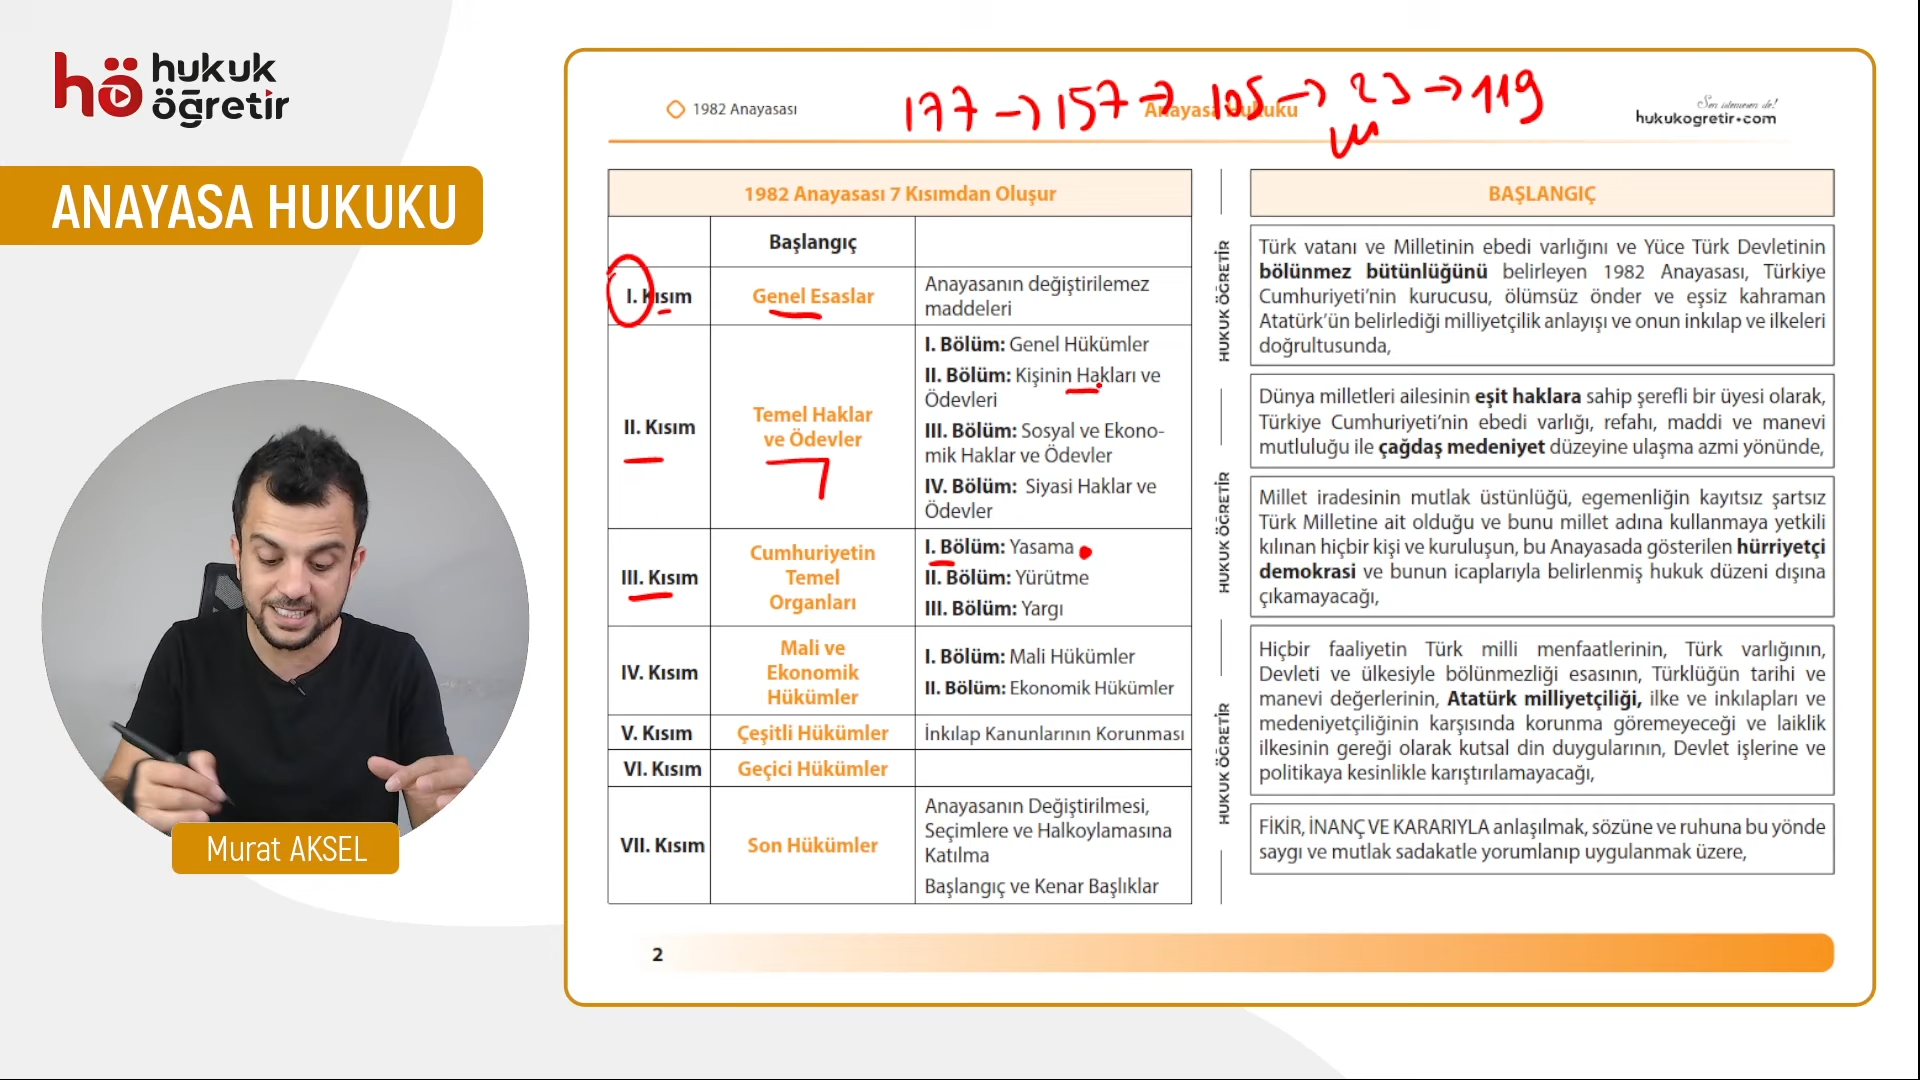 hö hukuk
öğretir
ANAYASA HUKUKU
Murat AKSEL
1982 Anayasası
177 → 157 → 105 → 23 → 119
Anayasa Hukuku
Sen istemesen de!
hukukogretir.com
1982 Anayasası 7 Kısımdan Oluşur
Başlangıç
I. Kısım
Genel Esaslar
Anayasanın değiştirilemez
maddeleri
II. Kısım
Temel Haklar
ve Ödevler
I. Bölüm: Genel Hükümler
II. Bölüm: Kişinin Hakları ve
Ödevleri
III. Bölüm: Sosyal ve Ekono-
mik Haklar ve Ödevler
IV. Bölüm: Siyasi Haklar ve
Ödevler
III. Kısım
Cumhuriyetin
Temel
Organları
I. Bölüm: Yasama
II. Bölüm: Yürütme
III. Bölüm: Yargı
IV. Kısım
Mali ve
Ekonomik
Hükümler
I. Bölüm: Mali Hükümler
II. Bölüm: Ekonomik Hükümler
V. Kısım
Çeşitli Hükümler
İnkılap Kanunlarının Korunması
VI. Kısım
Geçici Hükümler
VII. Kısım
Son Hükümler
Anayasanın Değiştirilmesi,
Seçimlere ve Halkoylamasına
Katılma
Başlangıç ve Kenar Başlıklar
HUKUK ÖĞRETİR
HUKUK ÖĞRETİR
HUKUK ÖĞRETİR
BAŞLANGIÇ
Türk vatanı ve Milletinin ebedi varlığını ve Yüce Türk Devletinin
bölünmez bütünlüğünü belirleyen 1982 Anayasası, Türkiye
Cumhuriyeti’nin kurucusu, ölümsüz önder ve eşsiz kahraman
Atatürk’ün belirlediği milliyetçilik anlayışı ve onun inkılap ve ilkeleri
doğrultusunda,
Dünya milletleri ailesinin eşit haklara sahip şerefli bir üyesi olarak,
Türkiye Cumhuriyeti’nin ebedi varlığı, refahı, maddi ve manevi
mutluluğu ile çağdaş medeniyet düzeyine ulaşma azmi yönünde,
Millet iradesinin mutlak üstünlüğü, egemenliğin kayıtsız şartsız
Türk Milletine ait olduğu ve bunu millet adına kullanmaya yetkili
kılınan hiçbir kişi ve kuruluşun, bu Anayasada gösterilen hürriyetçi
demokrasi ve bunun icaplarıyla belirlenmiş hukuk düzeni dışına
çıkamayacağı,
Hiçbir faaliyetin Türk milli menfaatlerinin, Türk varlığının,
Devleti ve ülkesiyle bölünmezliği esasının, Türklüğün tarihi ve
manevi değerlerinin, Atatürk milliyetçiliği, ilke ve inkılapları ve
medeniyetçiliğinin karşısında korunma göremeyeceği ve laiklik
ilkesinin gereği olarak kutsal din duygularının, Devlet işlerine ve
politikaya kesinlikle karıştırılamayacağı,
FİKİR, İNANÇ VE KARARIYLA anlaşılmak, sözüne ve ruhuna bu yönde
saygı ve mutlak sadakatle yorumlanıp uygulanmak üzere,
2